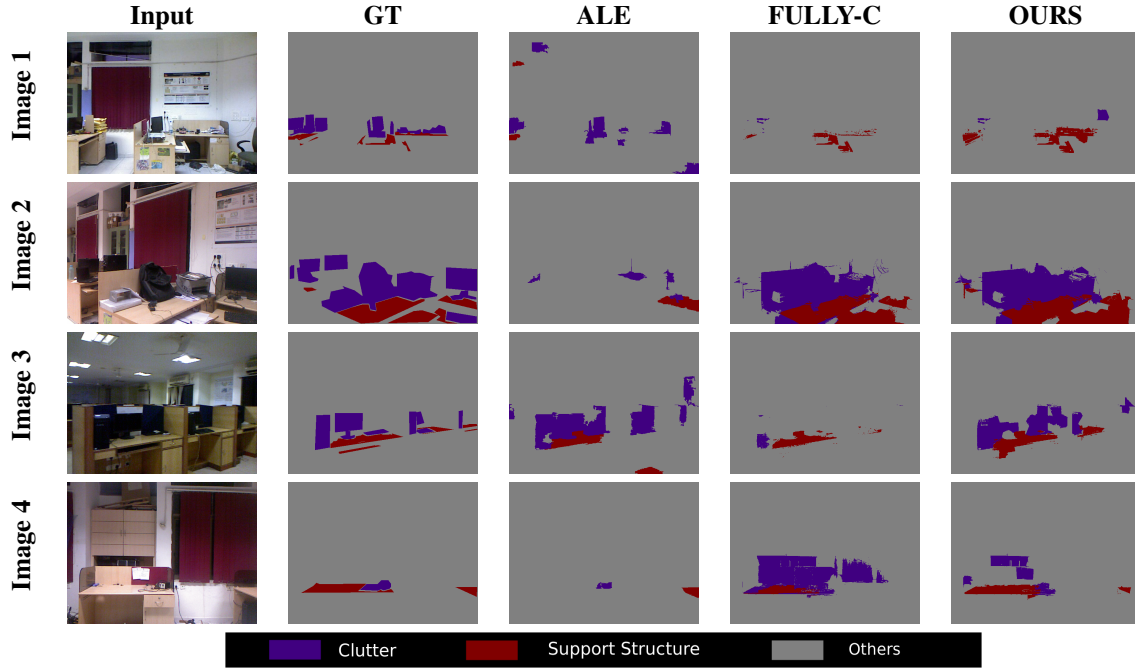 Input GT ALE FULLY-C OURS
Image 1
Image 2
Image 3
Image 4
Clutter Support Structure Others